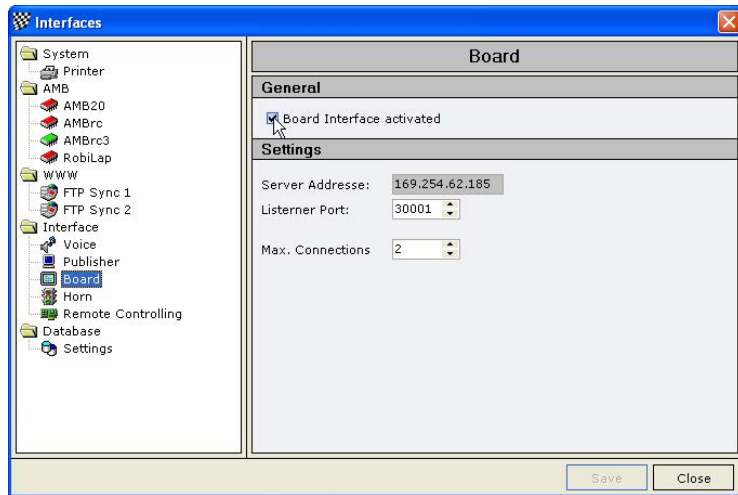 Interfaces
System
Printer
AMB
AMB20
AMBrc
AMBrc3
RobiLap
WWW
FTP Sync 1
FTP Sync 2
Interface
Voice
Publisher
Board
Horn
Remote Controlling
Database
Settings
Board
General
Board Interface activated
Settings
Server Addresse: 169.254.62.185
Listerner Port: 30001
Max. Connections 2
Save Close